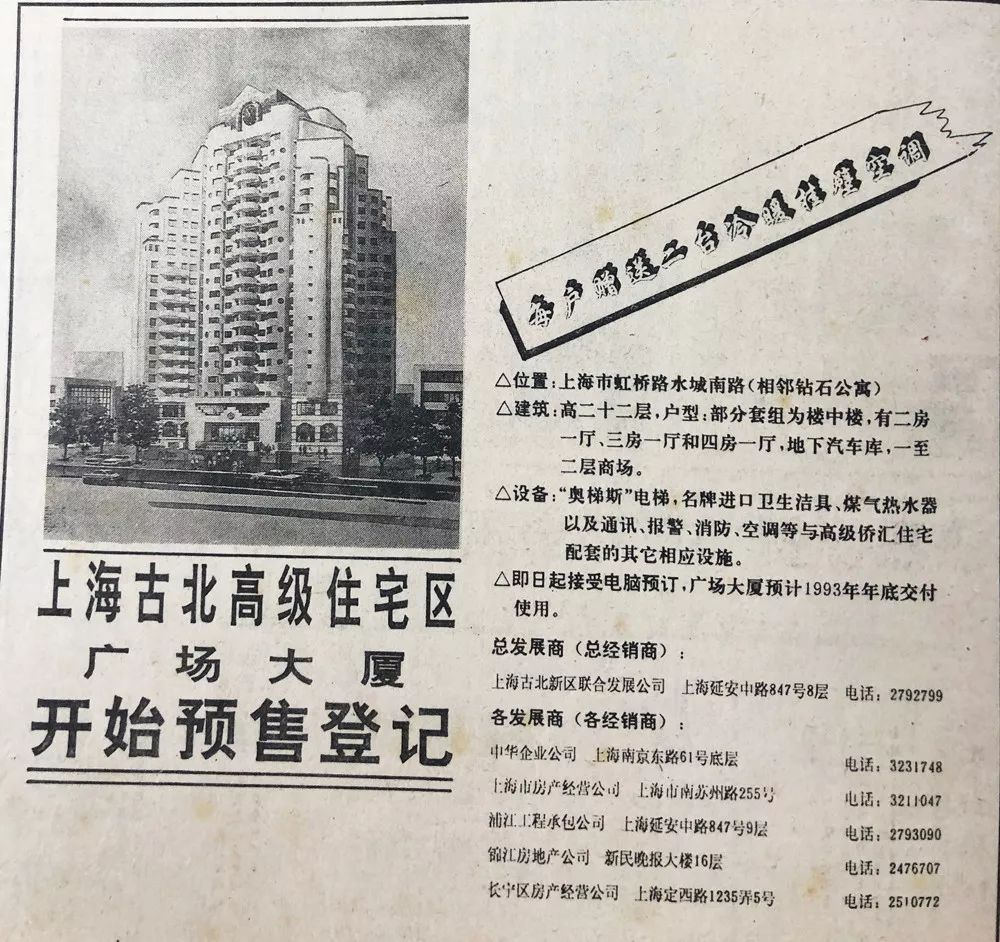 上海古北高级住宅区
广场大厦
开始预售登记
每户赠送二台冷暖挂壁空调
△位置:上海市虹桥路水城南路(相邻钻石公寓)
△建筑:高二十二层,户型:部分套组为楼中楼,有二房
一厅、三房一厅和四房一厅,地下汽车库,一至
二层商场。
△设备:“奥梯斯”电梯,名牌进口卫生洁具、煤气热水器
以及通讯、报警、消防、空调等与高级侨汇住宅
配套的其它相应设施。
△即日起接受电脑预订,广场大厦预计1993年年底交付
使用。
总发展商(总经销商):
上海古北新区联合发展公司 上海延安中路847号8层 电话:2792799
各发展商(各经销商):
中华企业公司 上海南京东路61号底层 电话:3231748
上海市房产经营公司 上海市南苏州路255号 电话:3211047
浦江工程承包公司 上海延安中路847号9层 电话:2793090
锦江房地产公司 新民晚报大楼16层 电话:2476707
长宁区房产经营公司 上海定西路1235弄5号 电话:2510772